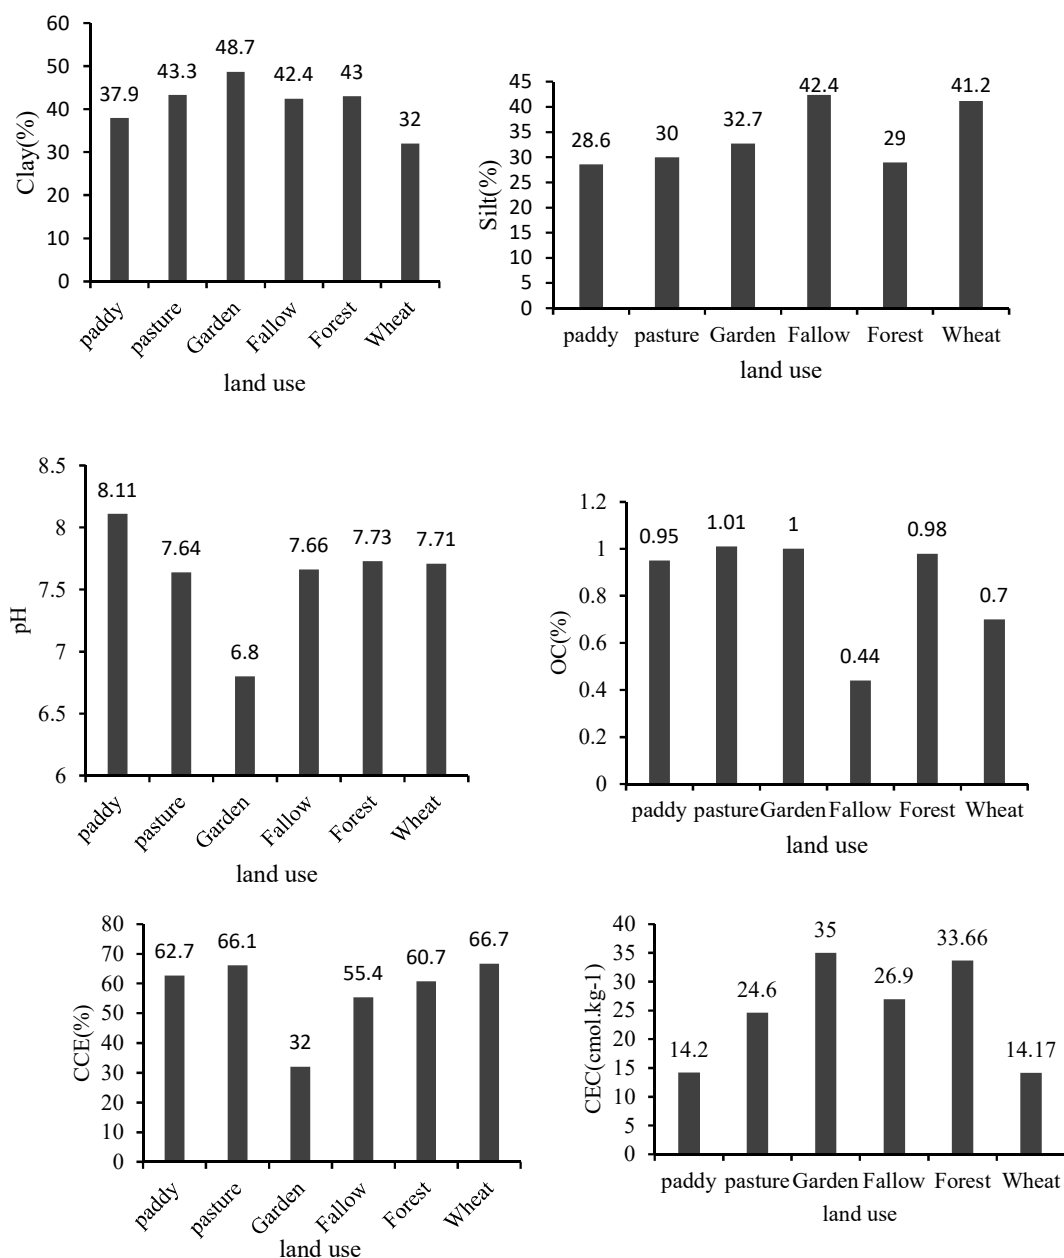 60
50
40
30
20
10
0
Clay(%)
37.9
43.3
48.7
42.4
43
32
paddy
pasture
Garden
Fallow
Forest
Wheat
land use
45
40
35
30
25
20
15
10
5
0
Silt(%)
28.6
30
32.7
42.4
29
41.2
paddy pasture Garden Fallow Forest Wheat
land use
8.5
8
7.5
7
6.5
6
pH
8.11
7.64
6.8
7.66
7.73
7.71
paddy
pasture
Garden
Fallow
Forest
Wheat
land use
1.2
1
0.8
0.6
0.4
0.2
0
OC(%)
0.95
1.01
1
0.44
0.98
0.7
paddy pasture Garden Fallow Forest Wheat
land use
80
70
60
50
40
30
20
10
0
CCE(%)
62.7
66.1
32
55.4
60.7
66.7
paddy
pasture
Garden
Fallow
Forest
Wheat
land use
40
35
30
25
20
15
10
5
0
CEC(cmol.kg-1)
14.2
24.6
35
26.9
33.66
14.17
paddy pasture Garden Fallow Forest Wheat
land use